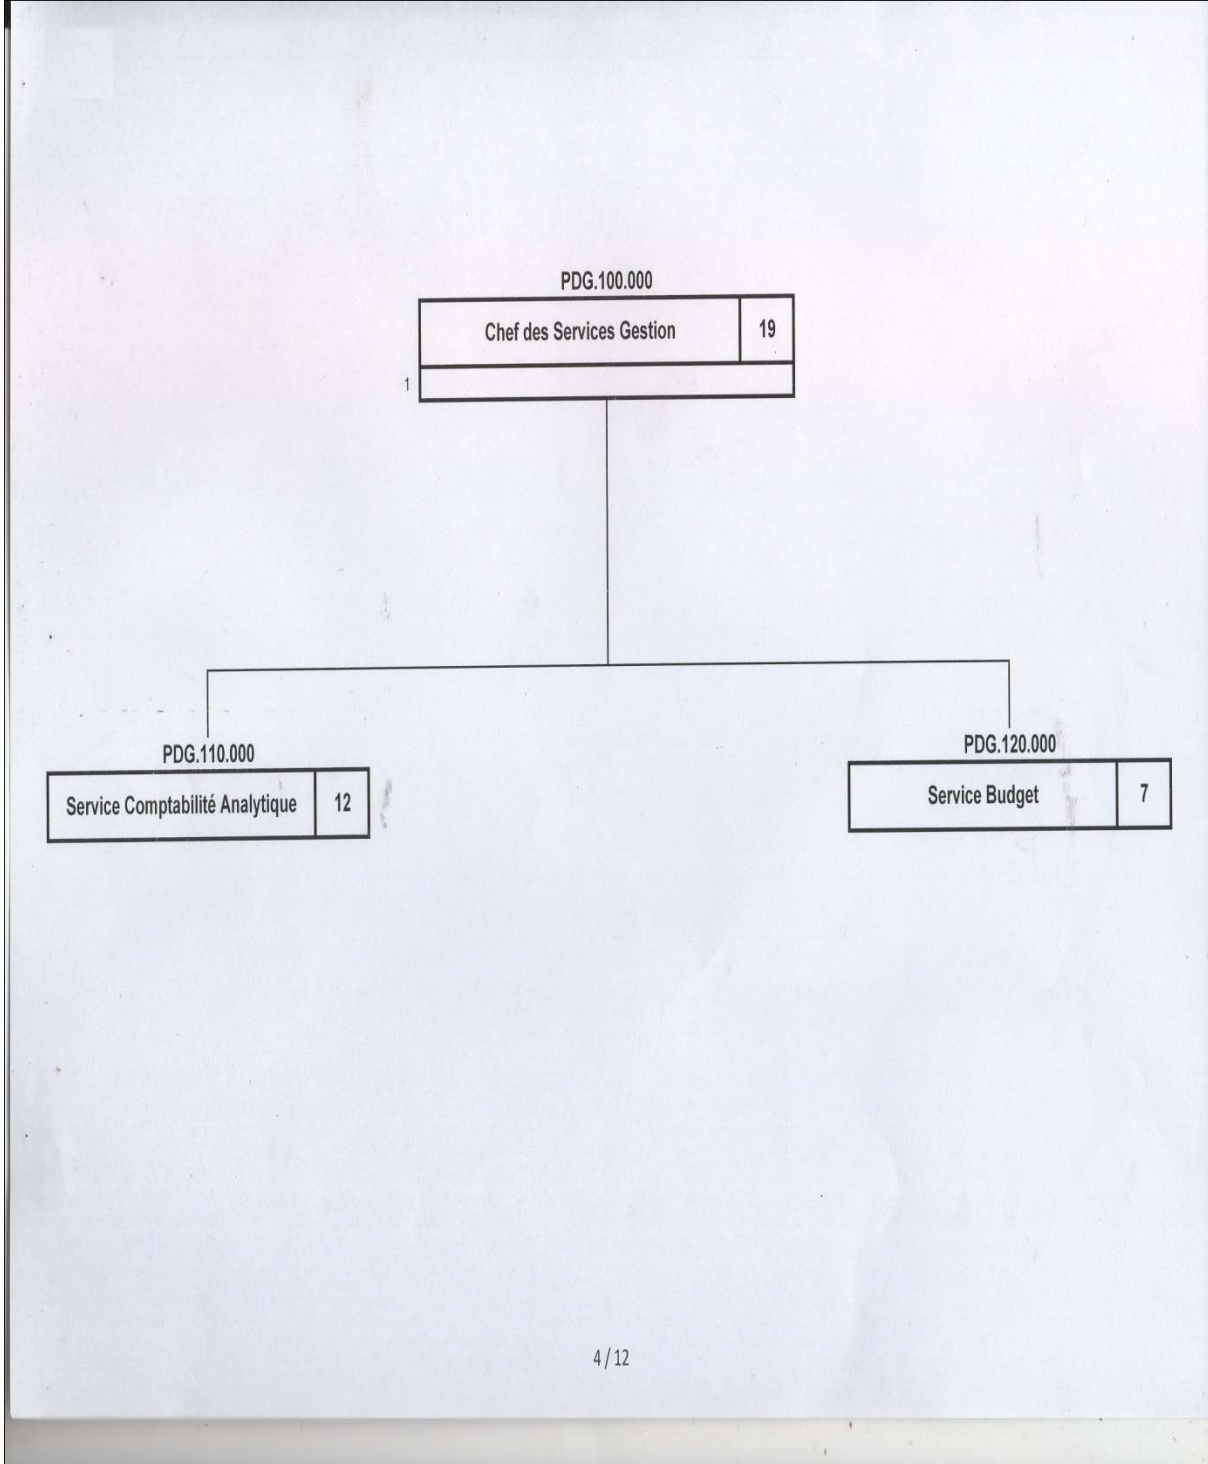 PDG.100.000
Chef des Services Gestion 19
1
PDG.110.000
Service Comptabilité Analytique 12
PDG.120.000
Service Budget 7
4 / 12